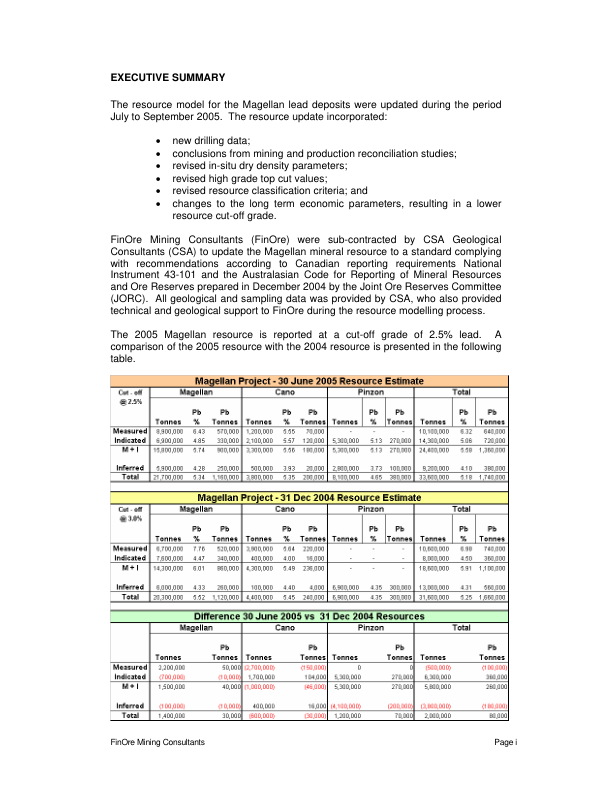 EXECUTIVE SUMMARY
The resource model for the Magellan lead deposits were updated during the period
July to September 2005. The resource update incorporated:
• new drilling data;
• conclusions from mining and production reconciliation studies;
• revised in-situ dry density parameters;
• revised high grade top cut values;
• revised resource classification criteria; and
• changes to the long term economic parameters, resulting in a lower
resource cut-off grade.
FinOre Mining Consultants (FinOre) were sub-contracted by CSA Geological
Consultants (CSA) to update the Magellan mineral resource to a standard complying
with recommendations according to Canadian reporting requirements National
Instrument 43-101 and the Australasian Code for Reporting of Mineral Resources
and Ore Reserves prepared in December 2004 by the Joint Ore Reserves Committee
(JORC). All geological and sampling data was provided by CSA, who also provided
technical and geological support to FinOre during the resource modelling process.
The 2005 Magellan resource is reported at a cut-off grade of 2.5% lead. A
comparison of the 2005 resource with the 2004 resource is presented in the following
table.
Magellan Project - 30 June 2005 Resource Estimate
Cut - off Magellan Cano Pinzon Total
@ 2.5%
Pb Pb Pb Pb Pb Pb Pb Pb
Tonnes % Tonnes Tonnes % Tonnes Tonnes % Tonnes Tonnes % Tonnes
Measured 8,900,000 6.43 570,000 1,200,000 5.55 70,000 - - - 10,100,000 6.32 640,000
Indicated 6,900,000 4.85 330,000 2,100,000 5.57 120,000 5,300,000 5.13 270,000 14,300,000 5.06 720,000
M + I 15,800,000 5.74 900,000 3,300,000 5.56 180,000 5,300,000 5.13 270,000 24,400,000 5.58 1,360,000
Inferred 5,900,000 4.28 250,000 500,000 3.93 20,000 2,800,000 3.73 100,000 9,200,000 4.10 380,000
Total 21,700,000 5.34 1,160,000 3,800,000 5.35 200,000 8,100,000 4.65 380,000 33,600,000 5.18 1,740,000
Magellan Project - 31 Dec 2004 Resource Estimate
Cut - off Magellan Cano Pinzon Total
@ 3.0%
Pb Pb Pb Pb Pb Pb Pb Pb
Tonnes % Tonnes Tonnes % Tonnes Tonnes % Tonnes Tonnes % Tonnes
Measured 6,700,000 7.76 520,000 3,900,000 5.64 220,000 - - - 10,600,000 6.98 740,000
Indicated 7,600,000 4.47 340,000 400,000 4.00 16,000 - - - 8,000,000 4.50 360,000
M + I 14,300,000 6.01 860,000 4,300,000 5.49 236,000 - - - 18,600,000 5.91 1,100,000
Inferred 6,000,000 4.33 260,000 100,000 4.40 4,000 6,900,000 4.35 300,000 13,000,000 4.31 560,000
Total 20,300,000 5.52 1,120,000 4,400,000 5.45 240,000 6,900,000 4.35 300,000 31,600,000 5.25 1,660,000
Difference 30 June 2005 vs 31 Dec 2004 Resources
Magellan Cano Pinzon Total
Pb Pb Pb Pb
Tonnes Tonnes Tonnes Tonnes Tonnes Tonnes Tonnes Tonnes
Measured 2,200,000 50,000 (2,700,000) (150,000) 0 0 (500,000) (100,000)
Indicated (700,000) (10,000) 1,700,000 104,000 5,300,000 270,000 6,300,000 360,000
M + I 1,500,000 40,000 (1,000,000) (46,000) 5,300,000 270,000 5,800,000 260,000
Inferred (100,000) (10,000) 400,000 16,000 (4,100,000) (200,000) (3,800,000) (180,000)
Total 1,400,000 30,000 (600,000) (30,000) 1,200,000 70,000 2,000,000 80,000
FinOre Mining Consultants Page i